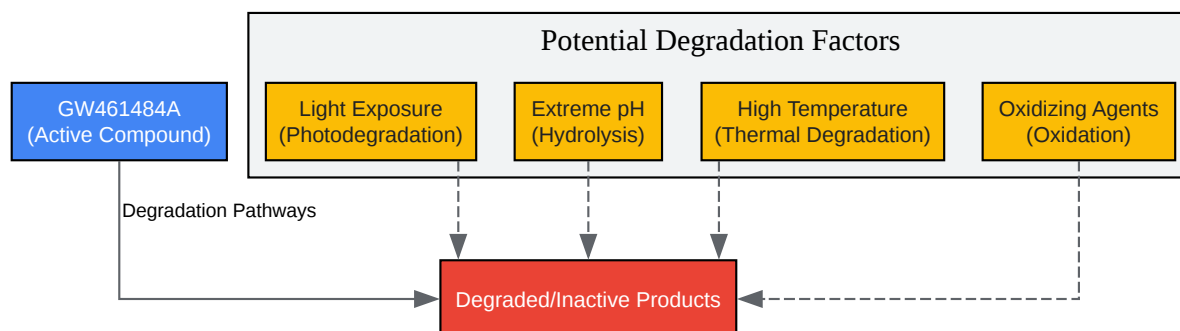 Potential Degradation Factors
GW461484A
(Active Compound)
Light Exposure
(Photodegradation)
Extreme pH
(Hydrolysis)
High Temperature
(Thermal Degradation)
Oxidizing Agents
(Oxidation)
Degradation Pathways
Degraded/Inactive Products